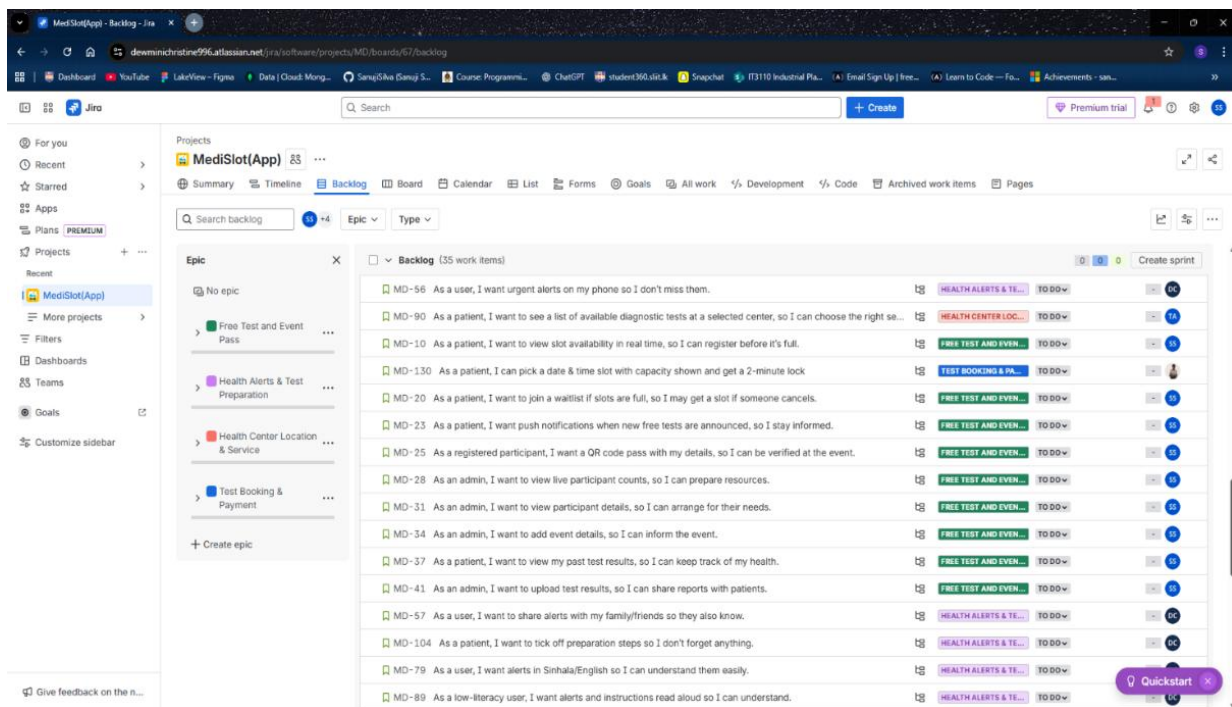 MediSlot(App) - Backlog - Jira
dewminichristine996.atlassian.net/jira/software/projects/MD/boards/67/backlog
Dashboard YouTube LakeView – Figma Data | Cloud: Mong... SanujiSilva (Sanuji S... Course: Programmi... ChatGPT student360.sliit.lk Snapchat IT3110 Industrial Pla... Email Sign Up | free... Learn to Code — Fo... Achievements - san...
Jira
Search
+ Create
Premium trial
1
SS
For you
Recent
Starred
Apps
Plans PREMIUM
Projects
Recent
MediSlot(App)
More projects
Filters
Dashboards
Teams
Goals
Customize sidebar
Give feedback on the n...
Projects
MediSlot(App)
Summary Timeline Backlog Board Calendar List Forms Goals All work Development Code Archived work items Pages
Search backlog SS +4 Epic Type
Epic
No epic
Free Test and Event
Pass
Health Alerts & Test
Preparation
Health Center Location
& Service
Test Booking &
Payment
+ Create epic
Backlog (35 work items) 0 0 0 Create sprint
MD-56 As a user, I want urgent alerts on my phone so I don't miss them. HEALTH ALERTS & TE... TO DO - DC
MD-90 As a patient, I want to see a list of available diagnostic tests at a selected center, so I can choose the right se... HEALTH CENTER LOC... TO DO - TA
MD-10 As a patient, I want to view slot availability in real time, so I can register before it's full. FREE TEST AND EVEN... TO DO - SS
MD-130 As a patient, I can pick a date & time slot with capacity shown and get a 2-minute lock TEST BOOKING & PA... TO DO -
MD-20 As a patient, I want to join a waitlist if slots are full, so I may get a slot if someone cancels. FREE TEST AND EVEN... TO DO - SS
MD-23 As a patient, I want push notifications when new free tests are announced, so I stay informed. FREE TEST AND EVEN... TO DO - SS
MD-25 As a registered participant, I want a QR code pass with my details, so I can be verified at the event. FREE TEST AND EVEN... TO DO - SS
MD-28 As an admin, I want to view live participant counts, so I can prepare resources. FREE TEST AND EVEN... TO DO - SS
MD-31 As an admin, I want to view participant details, so I can arrange for their needs. FREE TEST AND EVEN... TO DO - SS
MD-34 As an admin, I want to add event details, so I can inform the event. FREE TEST AND EVEN... TO DO - SS
MD-37 As a patient, I want to view my past test results, so I can keep track of my health. FREE TEST AND EVEN... TO DO - SS
MD-41 As an admin, I want to upload test results, so I can share reports with patients. FREE TEST AND EVEN... TO DO - SS
MD-57 As a user, I want to share alerts with my family/friends so they also know. HEALTH ALERTS & TE... TO DO - DC
MD-104 As a patient, I want to tick off preparation steps so I don't forget anything. HEALTH ALERTS & TE... TO DO - DC
MD-79 As a user, I want alerts in Sinhala/English so I can understand them easily. HEALTH ALERTS & TE... TO DO
MD-89 As a low-literacy user, I want alerts and instructions read aloud so I can understand. HEALTH ALERTS & TE... TO DO - DC
Quickstart